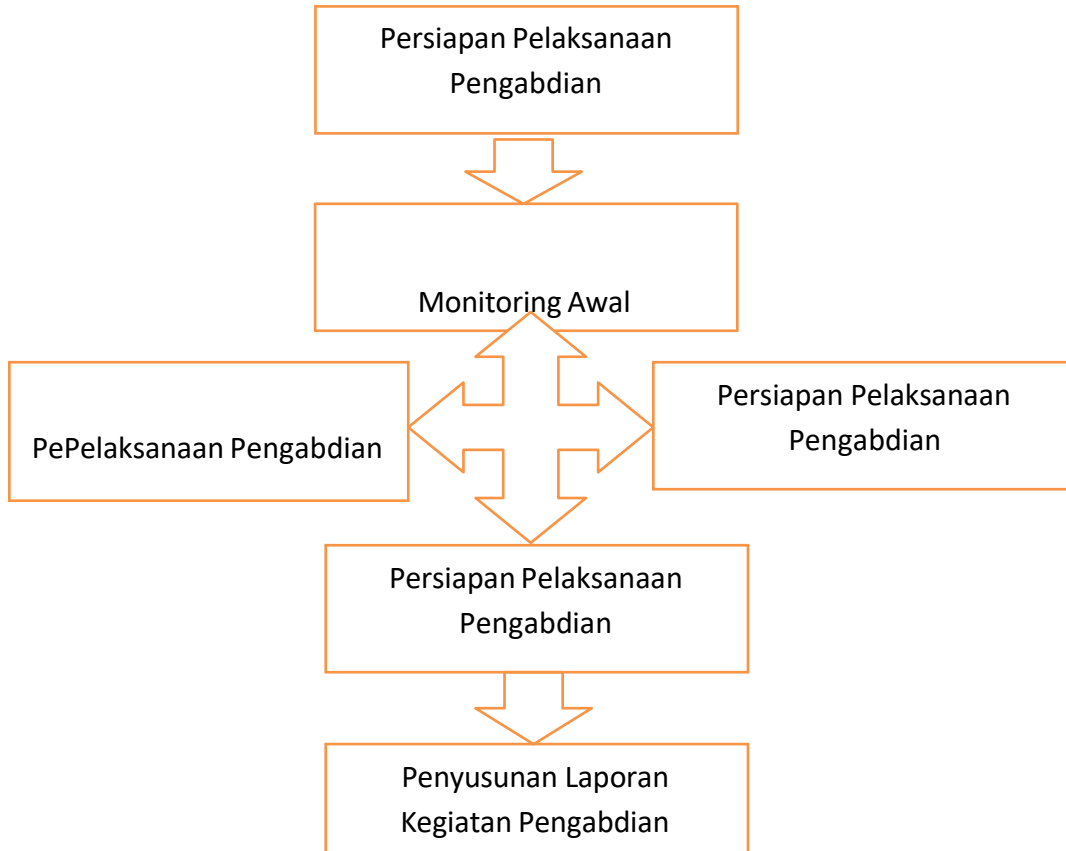 Persiapan Pelaksanaan
Pengabdian
Monitoring Awal
PePelaksanaan Pengabdian
Persiapan Pelaksanaan
Pengabdian
Persiapan Pelaksanaan
Pengabdian
Penyusunan Laporan
Kegiatan Pengabdian